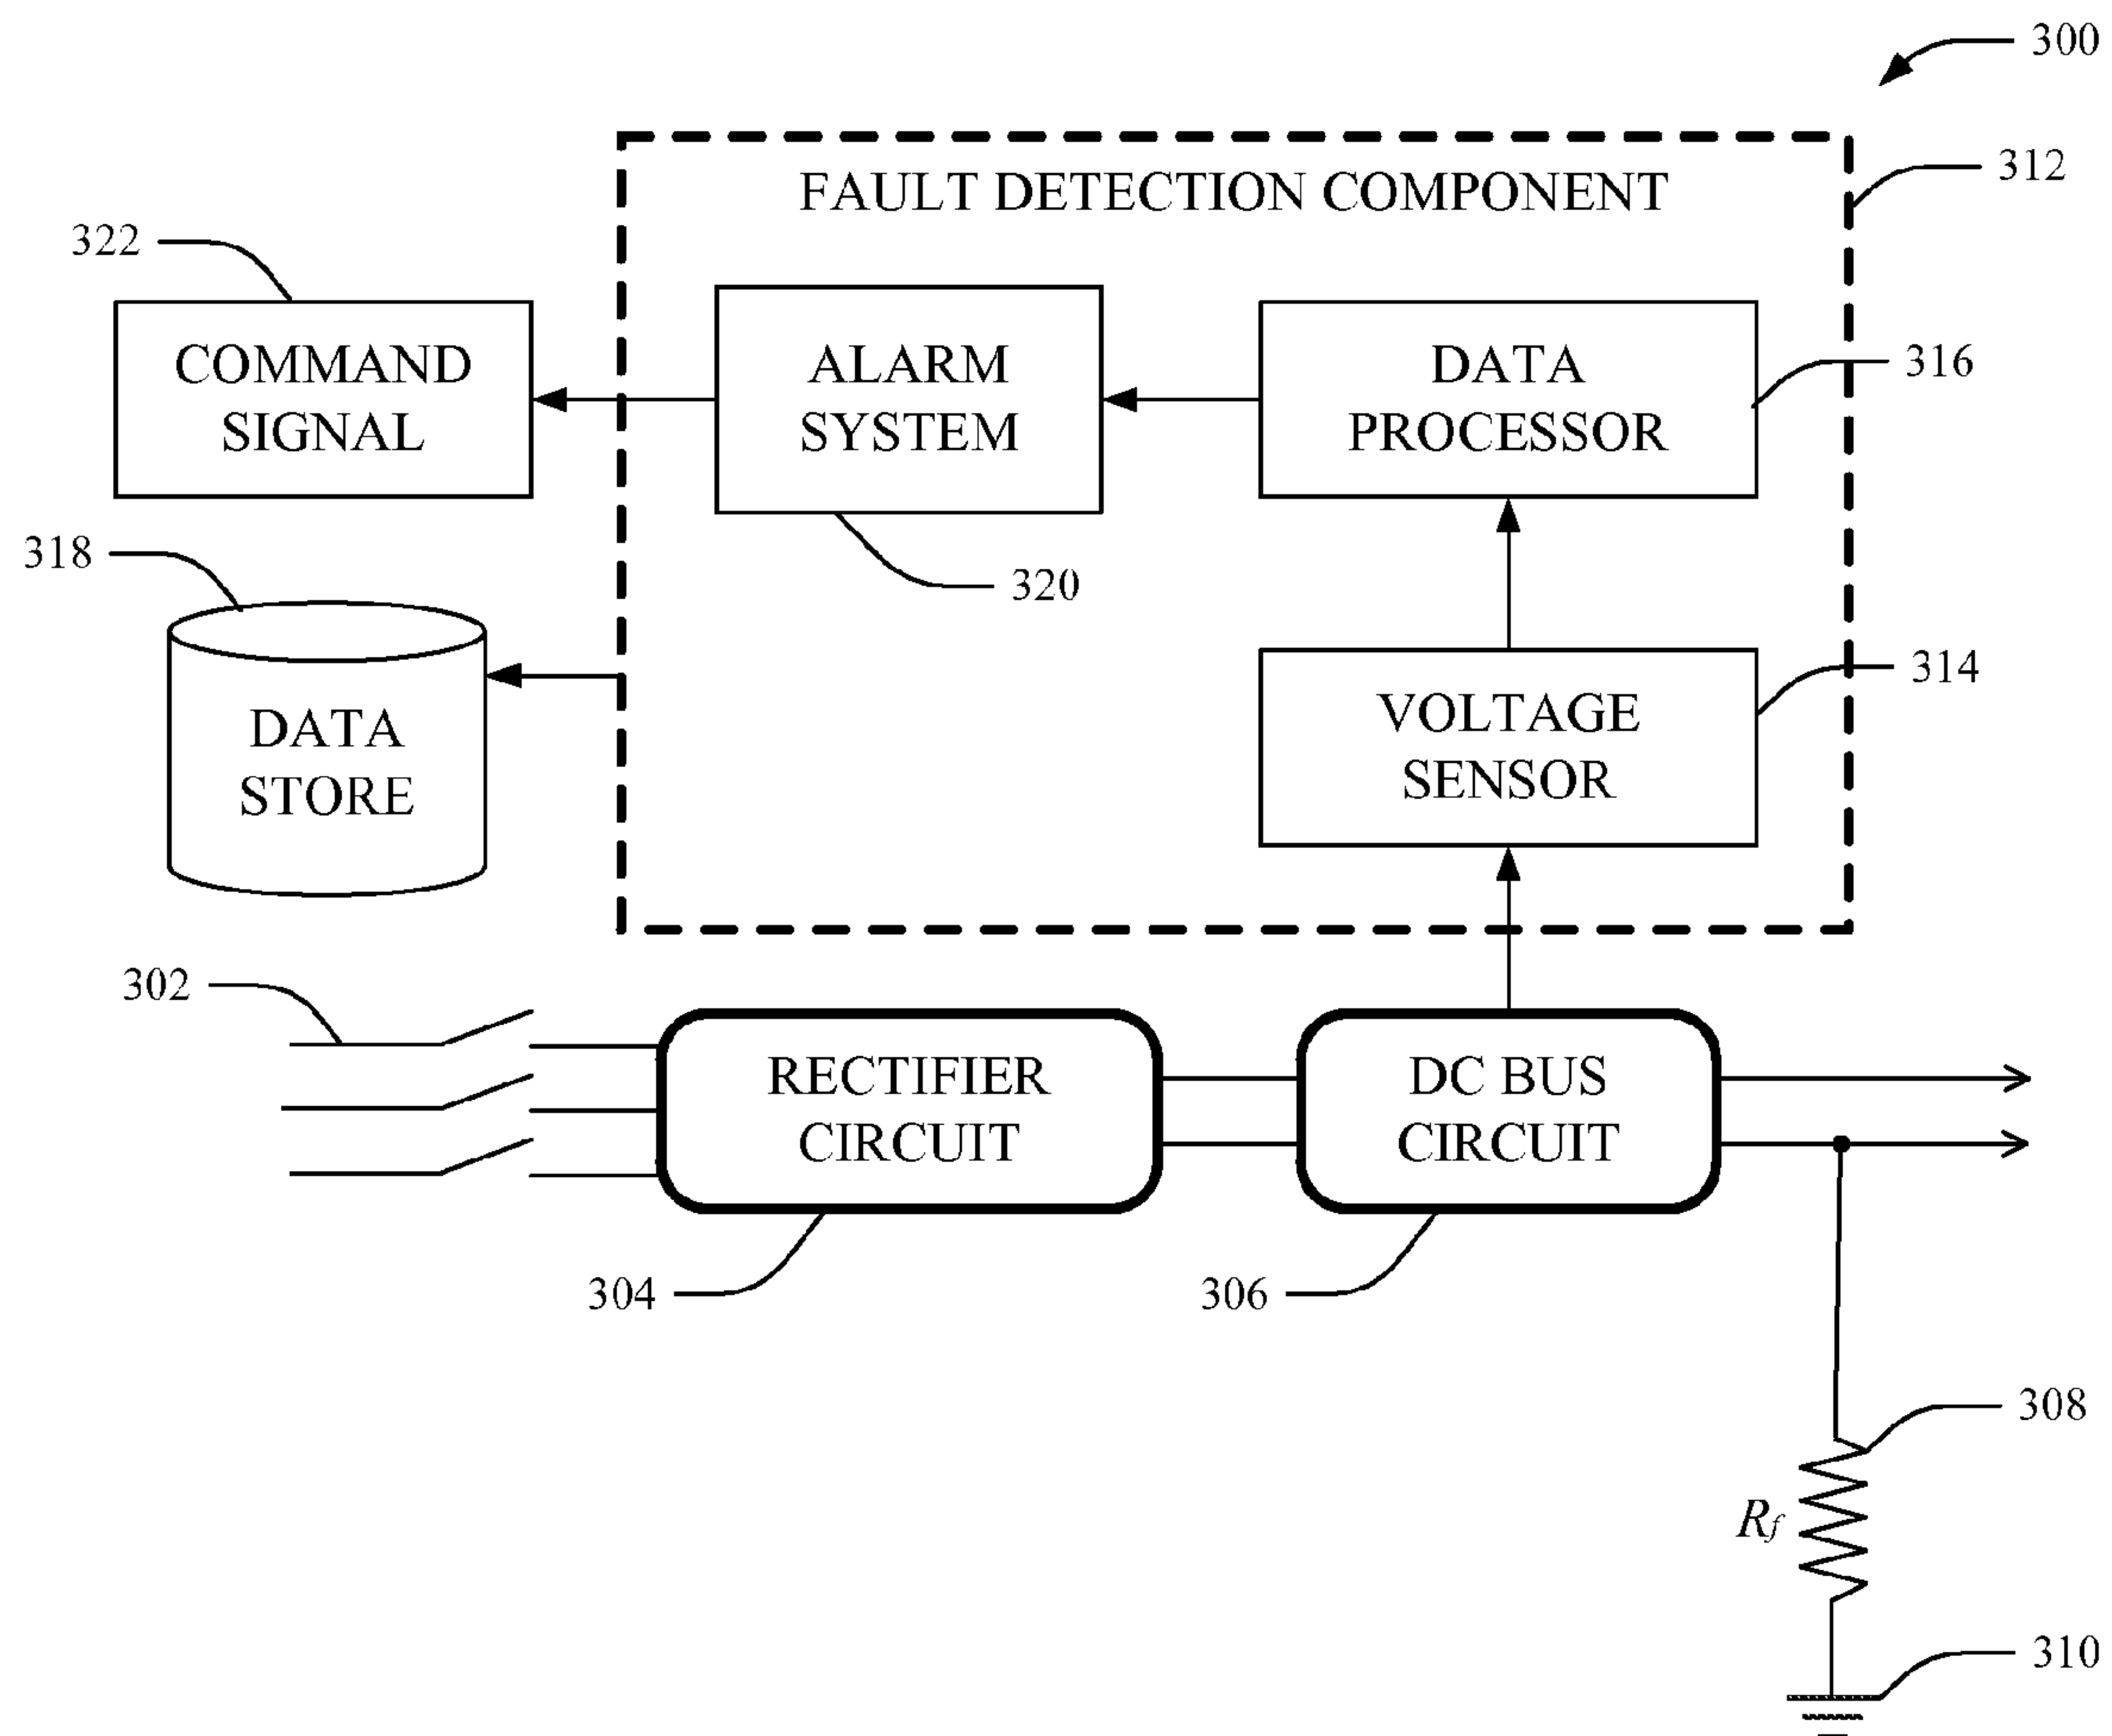 300
FAULT DETECTION COMPONENT
312
322
COMMAND
SIGNAL
ALARM
SYSTEM
DATA
PROCESSOR
316
318
320
DATA
STORE
VOLTAGE
SENSOR
314
302
RECTIFIER
CIRCUIT
DC BUS
CIRCUIT
304
306
308
Rf
310